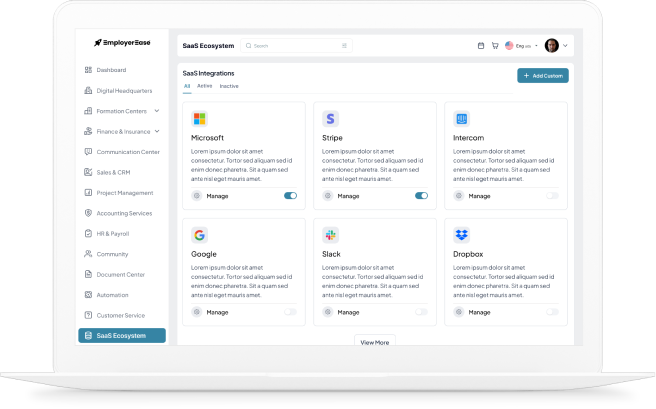 EmployerEase
SaaS Ecosystem
Search
Eng
Dashboard
Digital Headquarters
Formation Centers
Finance & Insurance
Communication Center
Sales & CRM
Project Management
Accounting Services
HR & Payroll
Community
Document Center
Automation
Customer Service
SaaS Ecosystem
SaaS Integrations
All Active Inactive
+ Add Custom
Microsoft
Lorem ipsum dolor sit amet
consectetur. Tortor sed aliquam sed id
enim donec pharetra. Sit a quam sed
ante nisl eget mauris amet.
Manage
Stripe
Lorem ipsum dolor sit amet
consectetur. Tortor sed aliquam sed id
enim donec pharetra. Sit a quam sed
ante nisl eget mauris amet.
Manage
Intercom
Lorem ipsum dolor sit amet
consectetur. Tortor sed aliquam sed id
enim donec pharetra. Sit a quam sed
ante nisl eget mauris amet.
Manage
Google
Lorem ipsum dolor sit amet
consectetur. Tortor sed aliquam sed id
enim donec pharetra. Sit a quam sed
ante nisl eget mauris amet.
Manage
Slack
Lorem ipsum dolor sit amet
consectetur. Tortor sed aliquam sed id
enim donec pharetra. Sit a quam sed
ante nisl eget mauris amet.
Manage
Dropbox
Lorem ipsum dolor sit amet
consectetur. Tortor sed aliquam sed id
enim donec pharetra. Sit a quam sed
ante nisl eget mauris amet.
Manage
View More